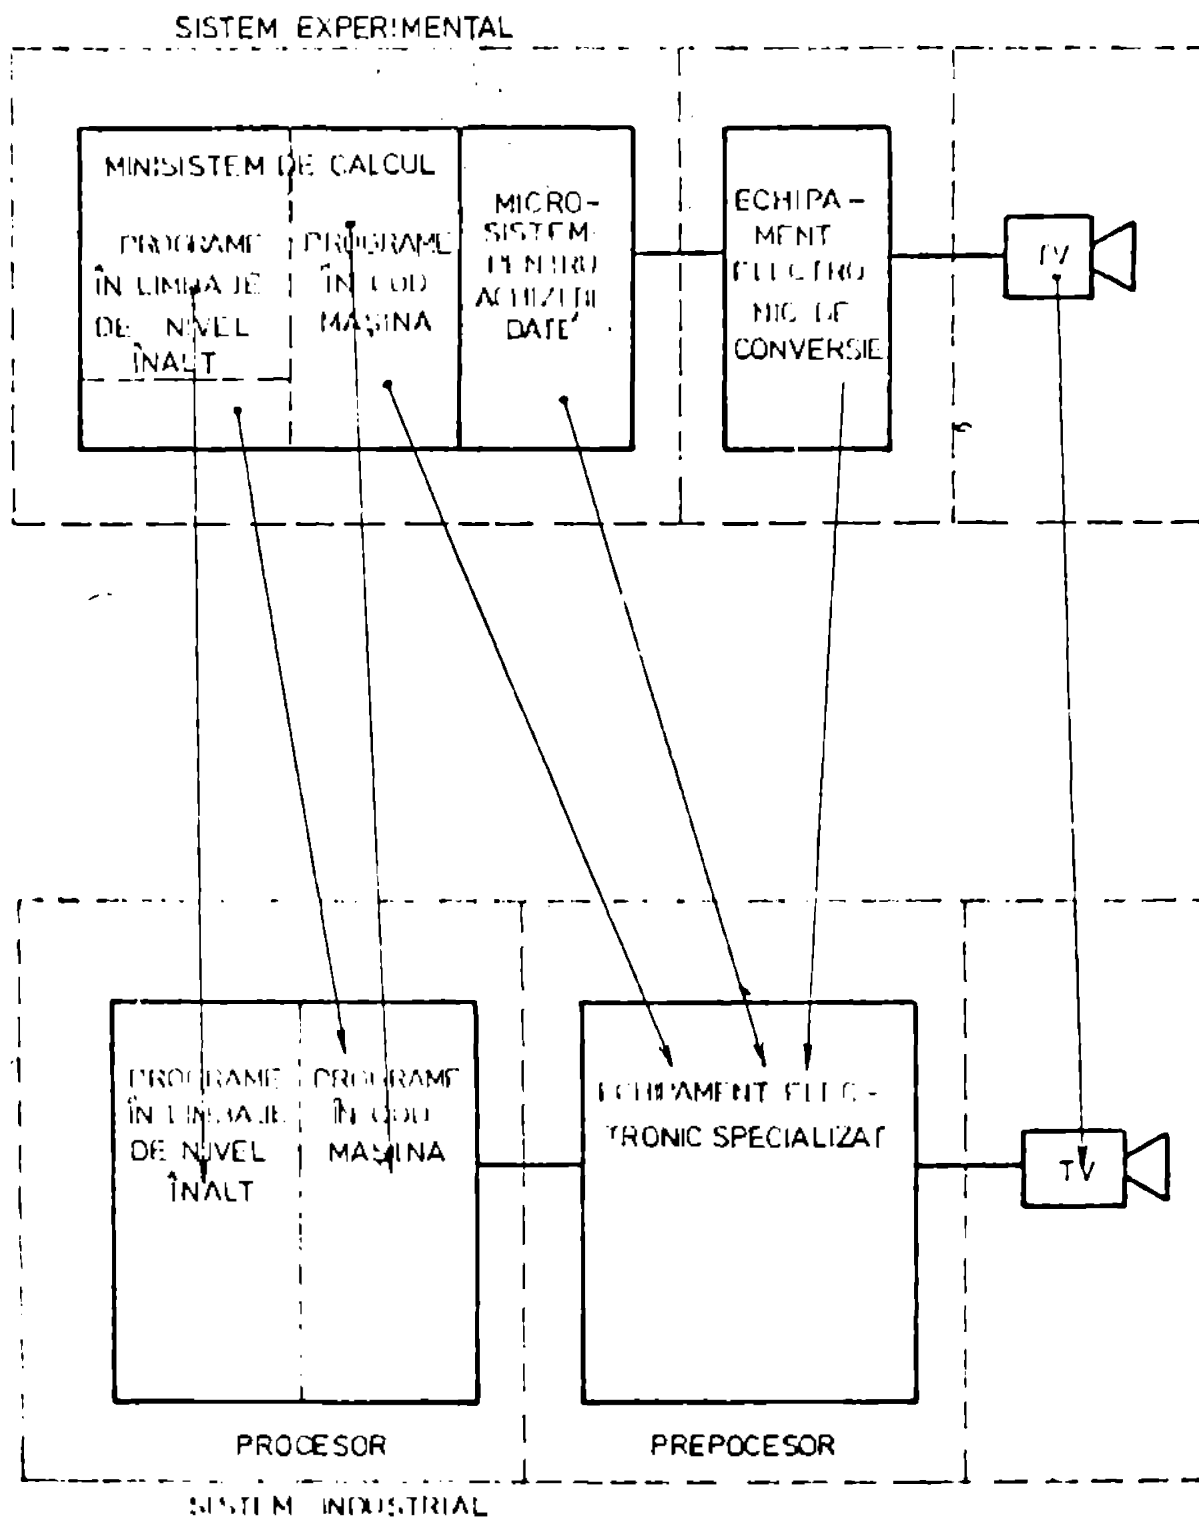 SISTEM EXPERIMENTAL
MINISISTEM DE CALCUL
PROGRAME
ÎN LIMBAJE
DE NIVEL
ÎNALT
PROGRAME
ÎN COD
MAȘINA
MICRO-
SISTEM
PENTRU
ACHIZIȚII
DATE
ECHIPA-
MENT
ELECTRO
NIC DE
CONVERSIE
TV
PROGRAME
ÎN LIMBAJE
DE NIVEL
ÎNALT
PROGRAME
ÎN COD
MAȘINA
ECHIPAMENT ELEC-
TRONIC SPECIALIZAT
TV
PROCESOR
PREPOCESOR
SISTEM INDUSTRIAL